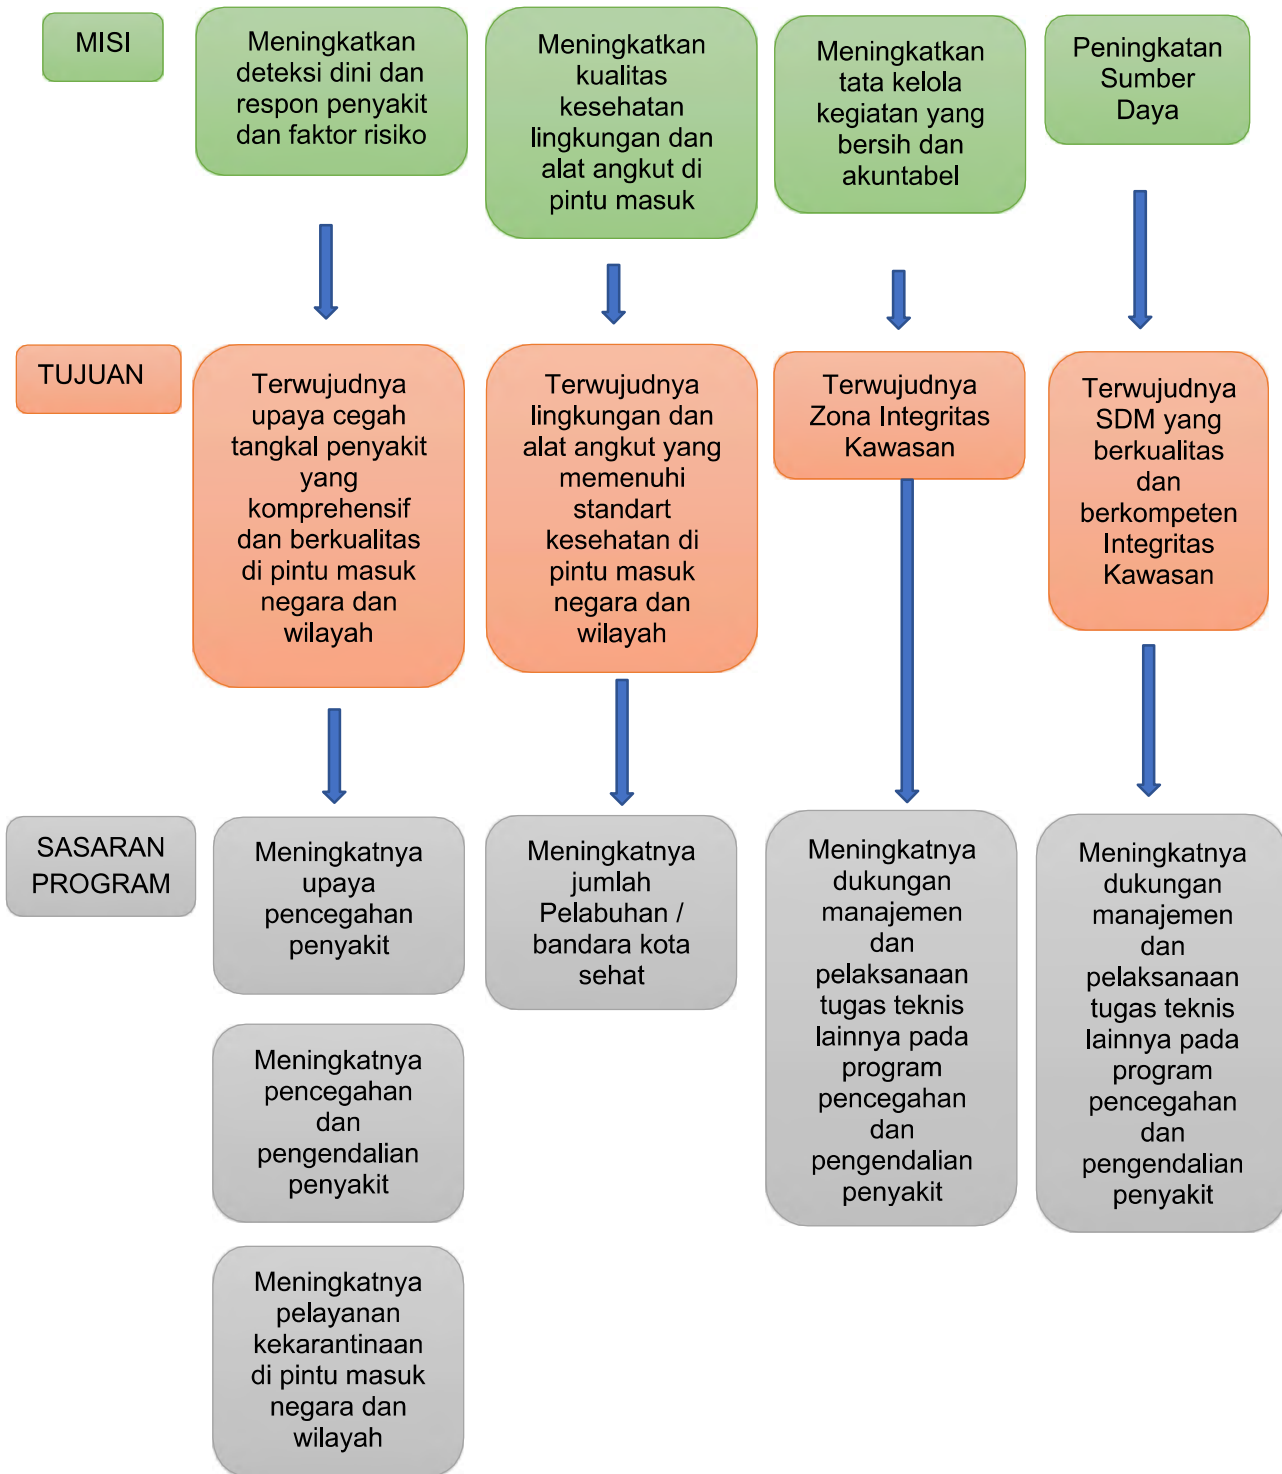 MISI
Meningkatkan
deteksi dini dan
respon penyakit
dan faktor risiko
Meningkatkan
kualitas
kesehatan
lingkungan dan
alat angkut di
pintu masuk
Meningkatkan
tata kelola
kegiatan yang
bersih dan
akuntabel
Peningkatan
Sumber
Daya
TUJUAN
Terwujudnya
upaya cegah
tangkal penyakit
yang
komprehensif
dan berkualitas
di pintu masuk
negara dan
wilayah
Terwujudnya
lingkungan dan
alat angkut yang
memenuhi
standart
kesehatan di
pintu masuk
negara dan
wilayah
Terwujudnya
Zona Integritas
Kawasan
Terwujudnya
SDM yang
berkualitas
dan
berkompeten
Integritas
Kawasan
SASARAN
PROGRAM
Meningkatnya
upaya
pencegahan
penyakit
Meningkatnya
pencegahan
dan
pengendalian
penyakit
Meningkatnya
pelayanan
kekarantinaan
di pintu masuk
negara dan
wilayah
Meningkatnya
jumlah
Pelabuhan /
bandara kota
sehat
Meningkatnya
dukungan
manajemen
dan
pelaksanaan
tugas teknis
lainnya pada
program
pencegahan
dan
pengendalian
penyakit
Meningkatnya
dukungan
manajemen
dan
pelaksanaan
tugas teknis
lainnya pada
program
pencegahan
dan
pengendalian
penyakit